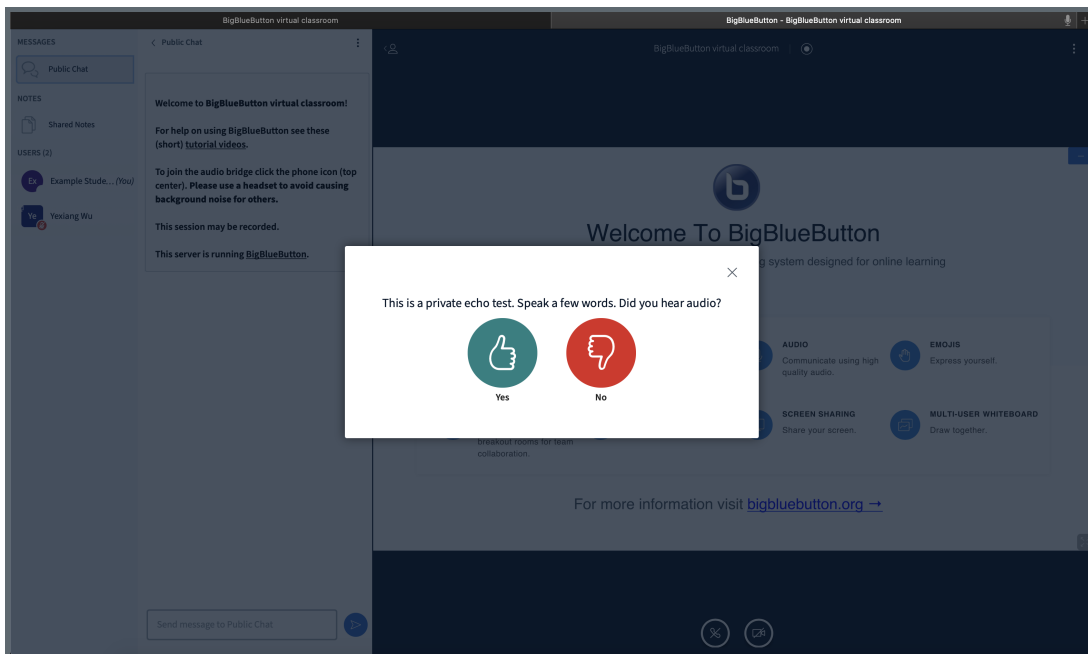 BigBlueButton virtual classroom
BigBlueButton - BigBlueButton virtual classroom
MESSAGES
Public Chat
NOTES
Shared Notes
USERS (2)
Ex
Example Stude... (You)
Ye
Yexiang Wu
Public Chat
Welcome to BigBlueButton virtual classroom!
For help on using BigBlueButton see these
(short) tutorial videos.
To join the audio bridge click the phone icon (top
center). Please use a headset to avoid causing
background noise for others.
This session may be recorded.
This server is running BigBlueButton.
Send message to Public Chat
BigBlueButton virtual classroom
Welcome To BigBlueButton
system designed for online learning
This is a private echo test. Speak a few words. Did you hear audio?
Yes
No
AUDIO
Communicate using high
quality audio.
EMOJIS
Express yourself.
breakout rooms for team
collaboration.
SCREEN SHARING
Share your screen.
MULTI-USER WHITEBOARD
Draw together.
For more information visit bigbluebutton.org →